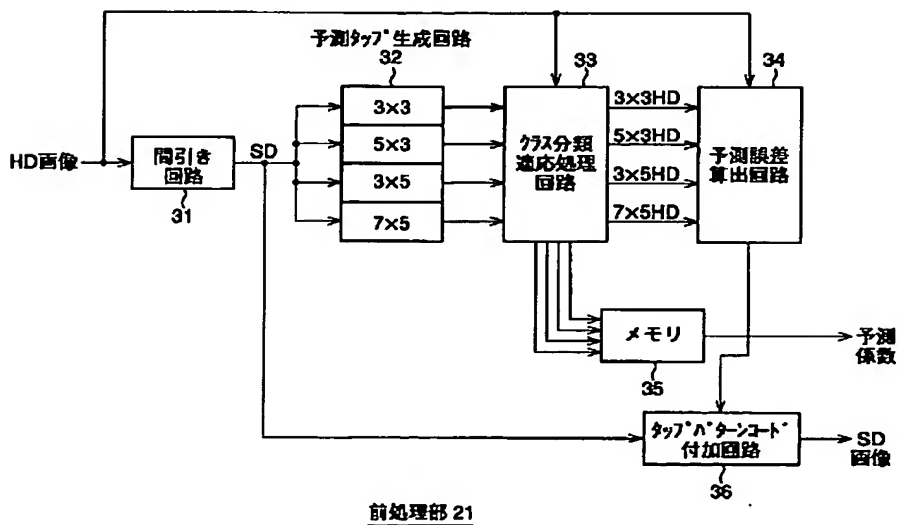 予測タップ生成回路
32
33
34
HD画像
間引き
回路
31
SD
3×3
5×3
3×5
7×5
クラス分類
適応処理
回路
3×3HD
5×3HD
3×5HD
7×5HD
予測誤差
算出回路
メモリ
35
予測
係数
タップパターンコード
付加回路
36
SD
画像
前処理部 21